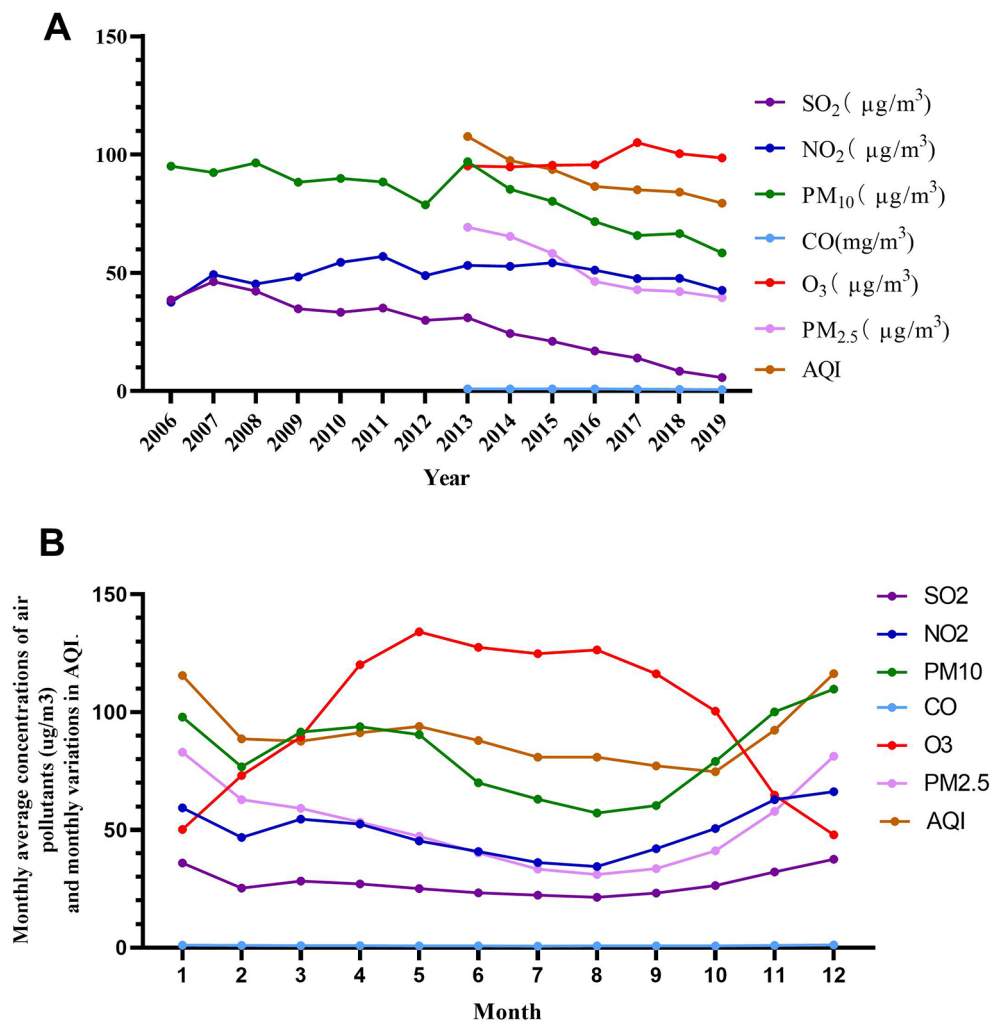 A
150
100
50
0
2006 2007 2008 2009 2010 2011 2012 2013 2014 2015 2016 2017 2018 2019
Year
SO₂( μg/m³)
NO₂( μg/m³)
PM₁₀( μg/m³)
CO(mg/m³)
O₃( μg/m³)
PM₂.₅( μg/m³)
AQI
B
Monthly average concentrations of air
pollutants (ug/m3)
and monthly variations in AQI.
150
100
50
0
1 2 3 4 5 6 7 8 9 10 11 12
Month
SO2
NO2
PM10
CO
O3
PM2.5
AQI